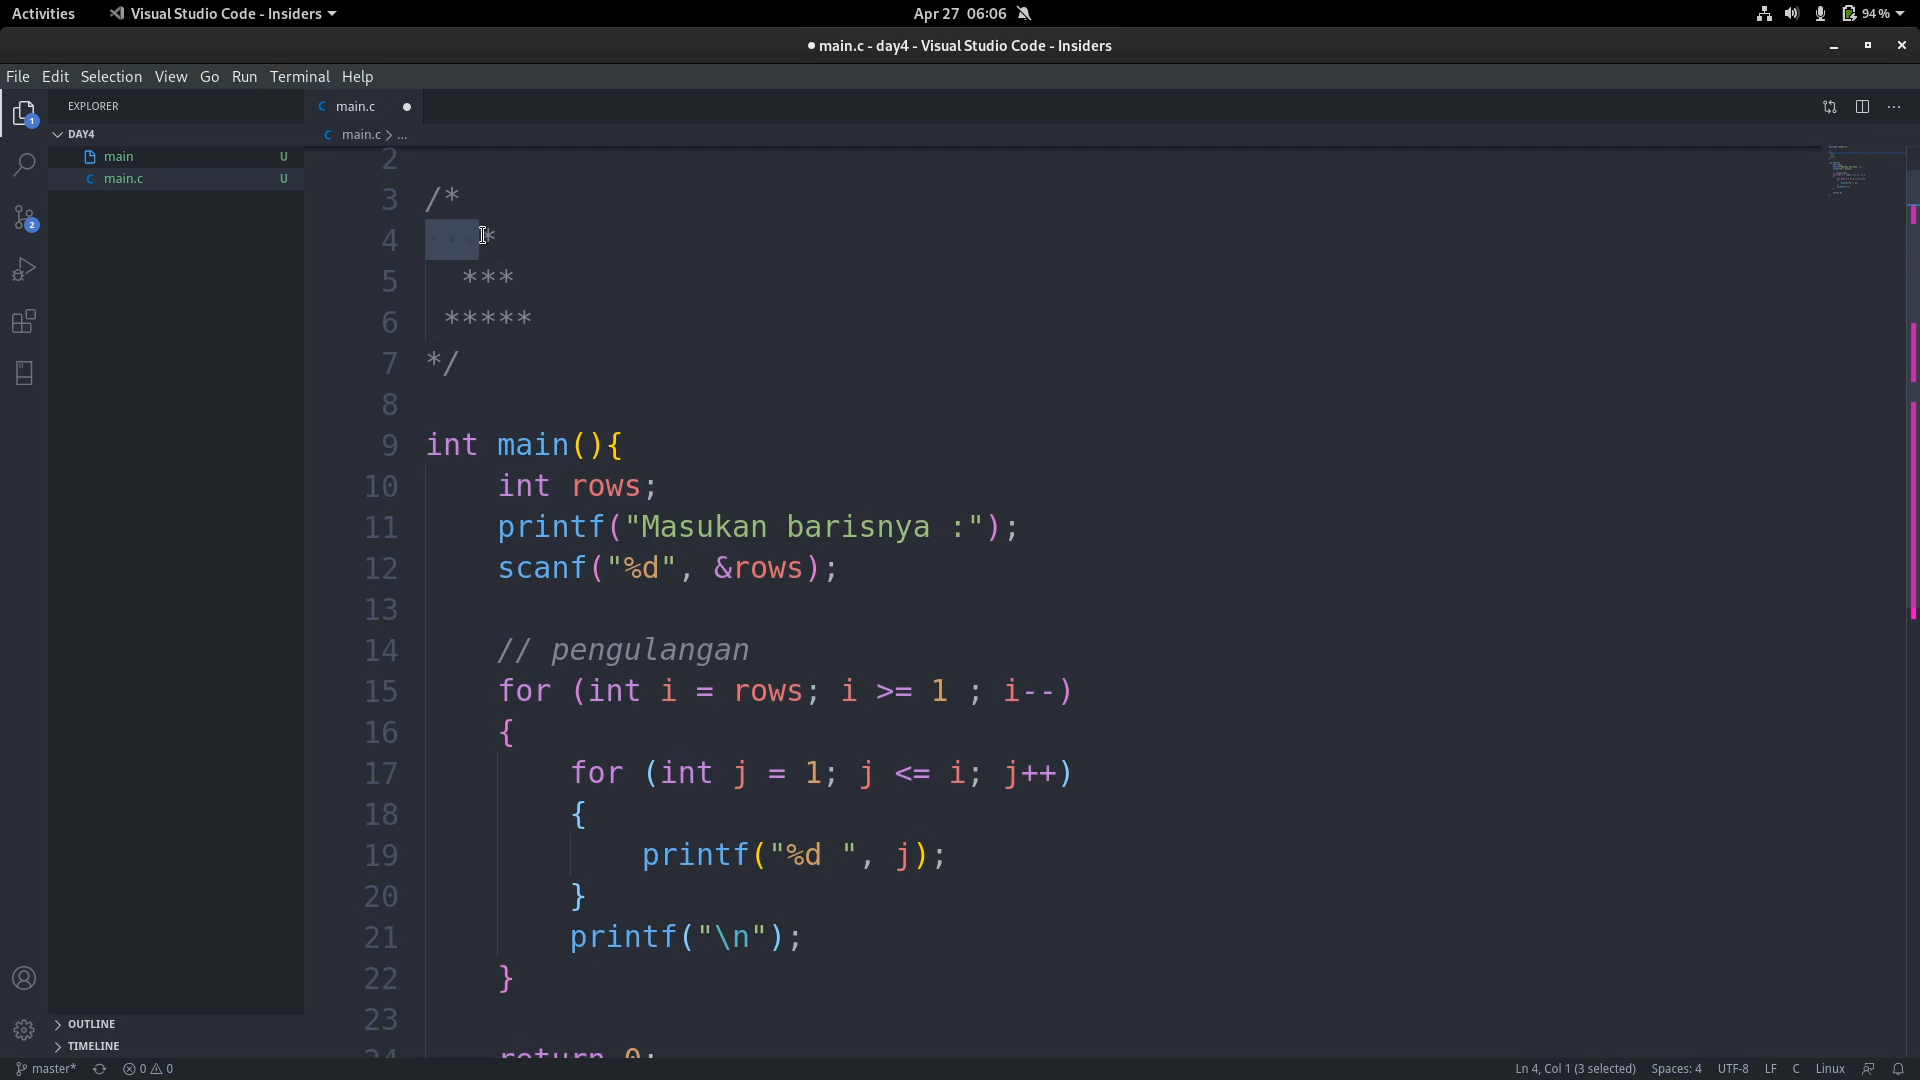 Activities Visual Studio Code - Insiders Apr 27 06:06 94 %
● main.c - day4 - Visual Studio Code - Insiders
File Edit Selection View Go Run Terminal Help
EXPLORER
1
DAY4
main U
C main.c U
2
C main.c ●
C main.c > ...
2
3 /*
4 ···*
5 ***
6 *****
7 */
8
9 int main(){
10 int rows;
11 printf("Masukan barisnya :");
12 scanf("%d", &rows);
13
14 // pengulangan
15 for (int i = rows; i >= 1 ; i--)
16 {
17 for (int j = 1; j <= i; j++)
18 {
19 printf("%d ", j);
20 }
21 printf("\n");
22 }
23
24 return 0;
OUTLINE
TIMELINE
master* 0 0 Ln 4, Col 1 (3 selected) Spaces: 4 UTF-8 LF C Linux